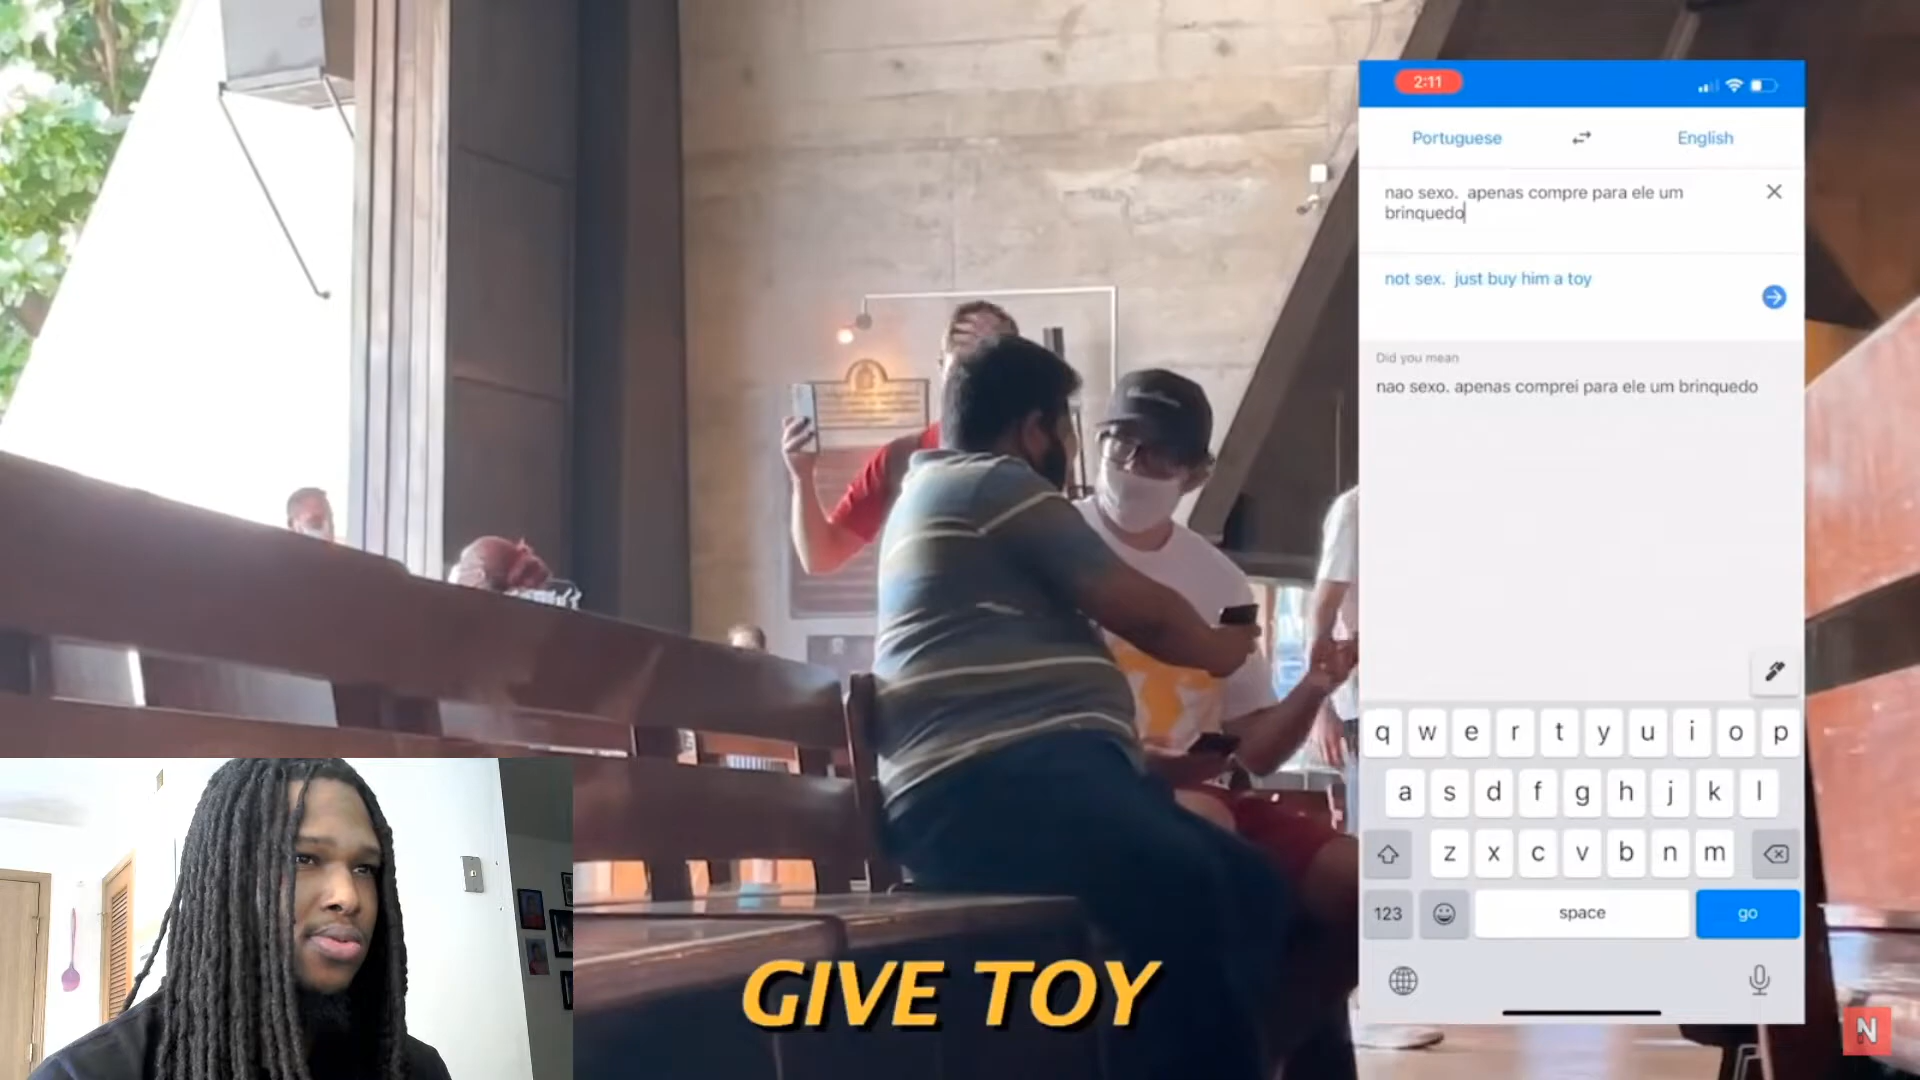 2:11
Portuguese
English
nao sexo.  apenas compre para ele um
brinquedo
not sex.  just buy him a toy
Did you mean
nao sexo. apenas comprei para ele um brinquedo
q w e r t y u i o p
a s d f g h j k l
z x c v b n m
123
space
go
GIVE TOY
N